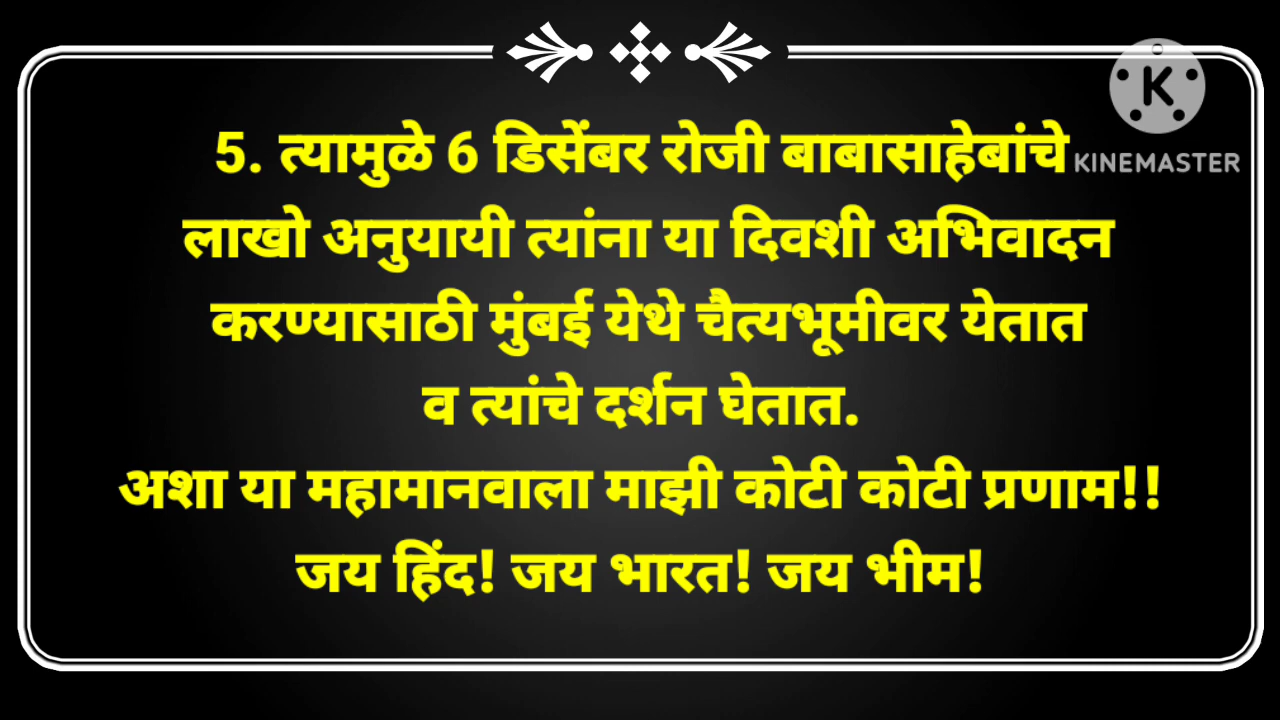 5. त्यामुळे 6 डिसेंबर रोजी बाबासाहेबांचे
लाखो अनुयायी त्यांना या दिवशी अभिवादन
करण्यासाठी मुंबई येथे चैत्यभूमीवर येतात
व त्यांचे दर्शन घेतात.
अशा या महामानवाला माझी कोटी कोटी प्रणाम!!
जय हिंद! जय भारत! जय भीम!
K
KINEMASTER